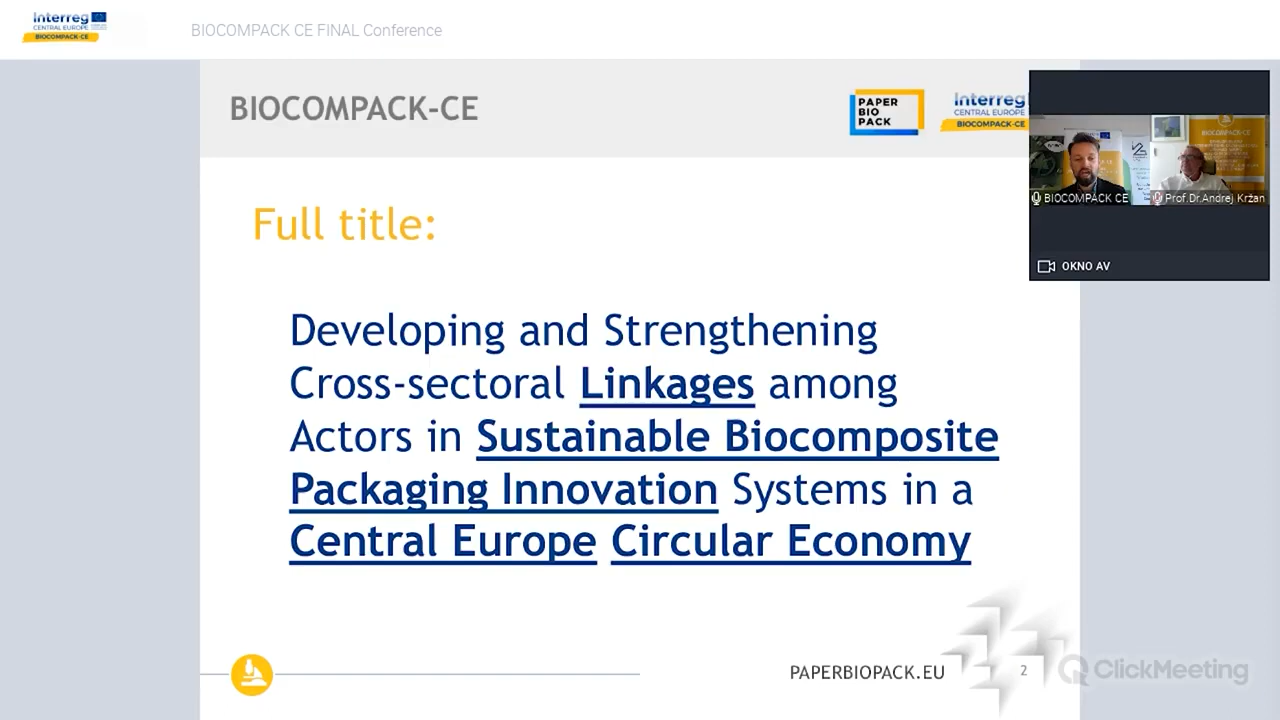 Interreg
CENTRAL EUROPE
BIOCOMPACK-CE
BIOCOMPACK CE FINAL Conference
BIOCOMPACK-CE
PAPER
BIO
PACK
Interreg
CENTRAL EUROPE
BIOCOMPACK-CE
BIOCOMPACK-CE
BIOCOMPACK CE
Prof.Dr.Andrej Kržan
OKNO AV
Full title:
Developing and Strengthening
Cross-sectoral Linkages among
Actors in Sustainable Biocomposite
Packaging Innovation Systems in a
Central Europe Circular Economy
PAPERBIOPACK.EU
2
ClickMeeting